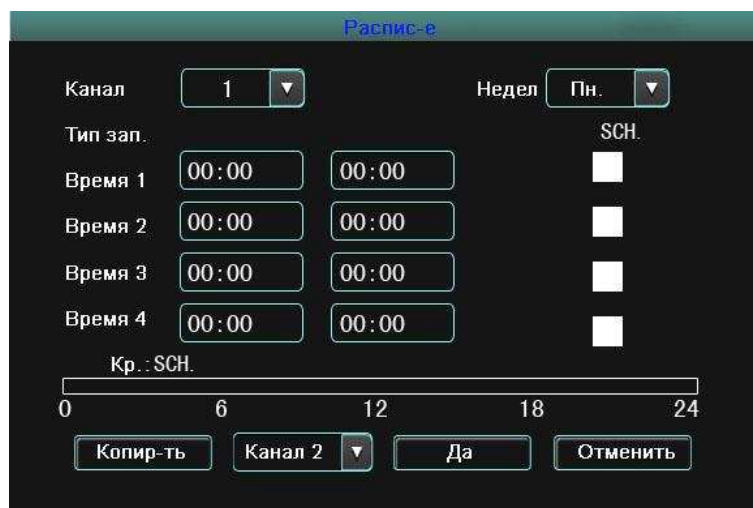 Распис-е
Канал 1 Недел Пн.
Тип зап. SCH.
Время 1 00:00 00:00
Время 2 00:00 00:00
Время 3 00:00 00:00
Время 4 00:00 00:00
Кр.:SCH.
0 6 12 18 24
Копир-ть Канал 2 Да Отменить